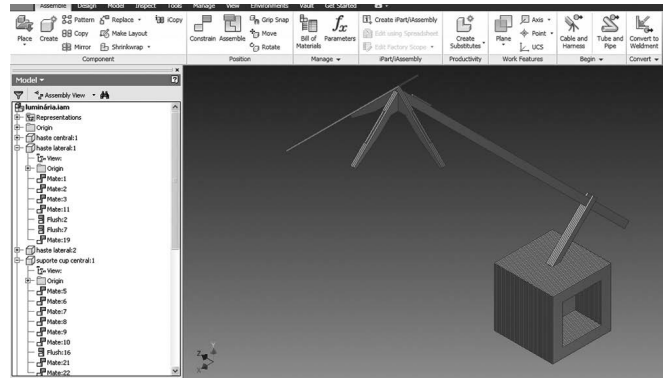 Assemble Design Model Inspect Tools Manage View Environments Vault Get Started
Place
Create
Pattern
Copy
Mirror
Replace
Make Layout
Shrinkwrap
iCopy
Component
Constrain
Assemble
Grip Snap
Move
Rotate
Position
Bill of
Materials
Parameters
Manage
Create iPart/iAssembly
Edit using Spreadsheet
Edit Factory Scope
iPart/iAssembly
Create
Substitutes
Productivity
Plane
Axis
Point
UCS
Work Features
Cable and
Harness
Tube and
Pipe
Begin
Convert to
Weldment
Convert
Model
Assembly View
luminária.iam
Representations
Origin
haste central:1
haste lateral:1
View:
Origin
Mate:1
Mate:2
Mate:3
Mate:11
Flush:2
Flush:7
Mate:19
haste lateral:2
suporte cup central:1
View:
Origin
Mate:5
Mate:6
Mate:7
Mate:8
Mate:9
Mate:10
Flush:16
Mate:21
Mate:22
Z
Y
X